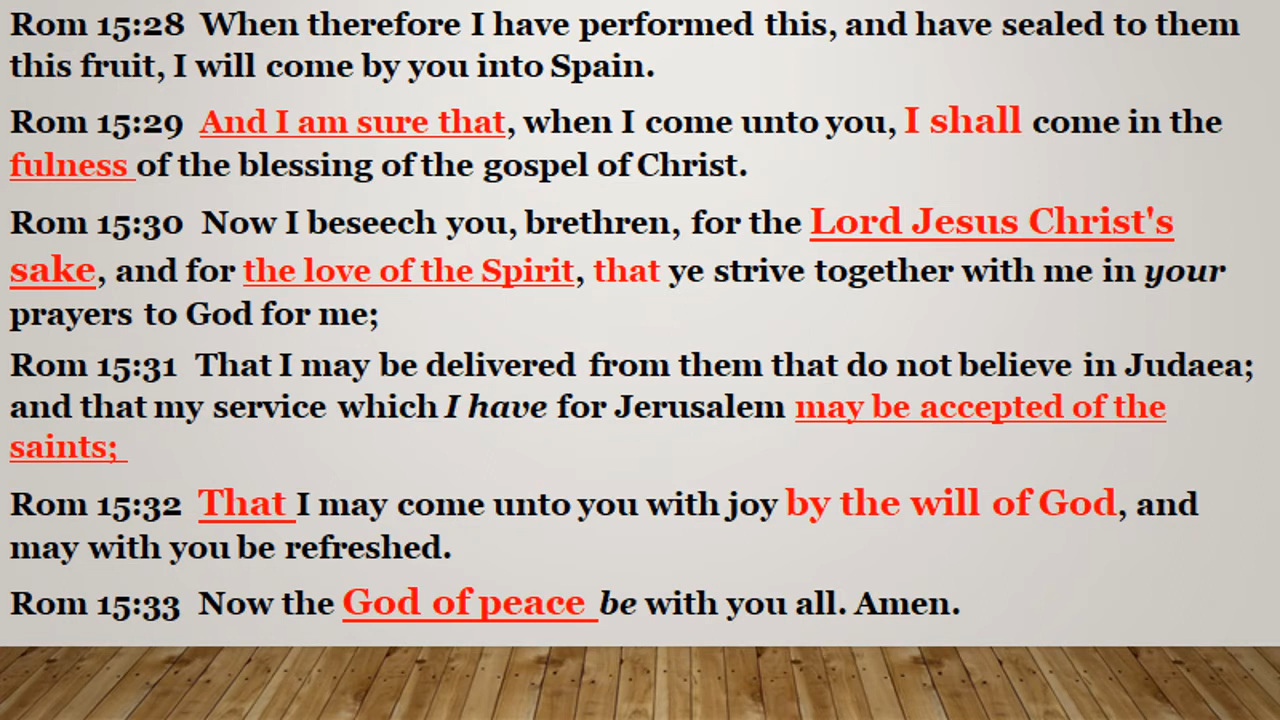 Rom 15:28 When therefore I have performed this, and have sealed to them
this fruit, I will come by you into Spain.
Rom 15:29 And I am sure that, when I come unto you, I shall come in the
fulness of the blessing of the gospel of Christ.
Rom 15:30 Now I beseech you, brethren, for the Lord Jesus Christ's
sake, and for the love of the Spirit, that ye strive together with me in your
prayers to God for me;
Rom 15:31 That I may be delivered from them that do not believe in Judaea;
and that my service which I have for Jerusalem may be accepted of the
saints;
Rom 15:32 That I may come unto you with joy by the will of God, and
may with you be refreshed.
Rom 15:33 Now the God of peace be with you all. Amen.